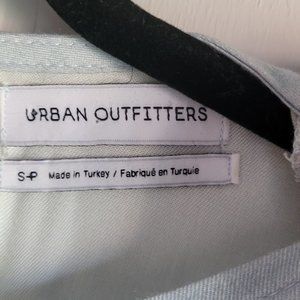 URBAN OUTFITTERS
S-P Made in Turkey / Fabriqué en Turquie